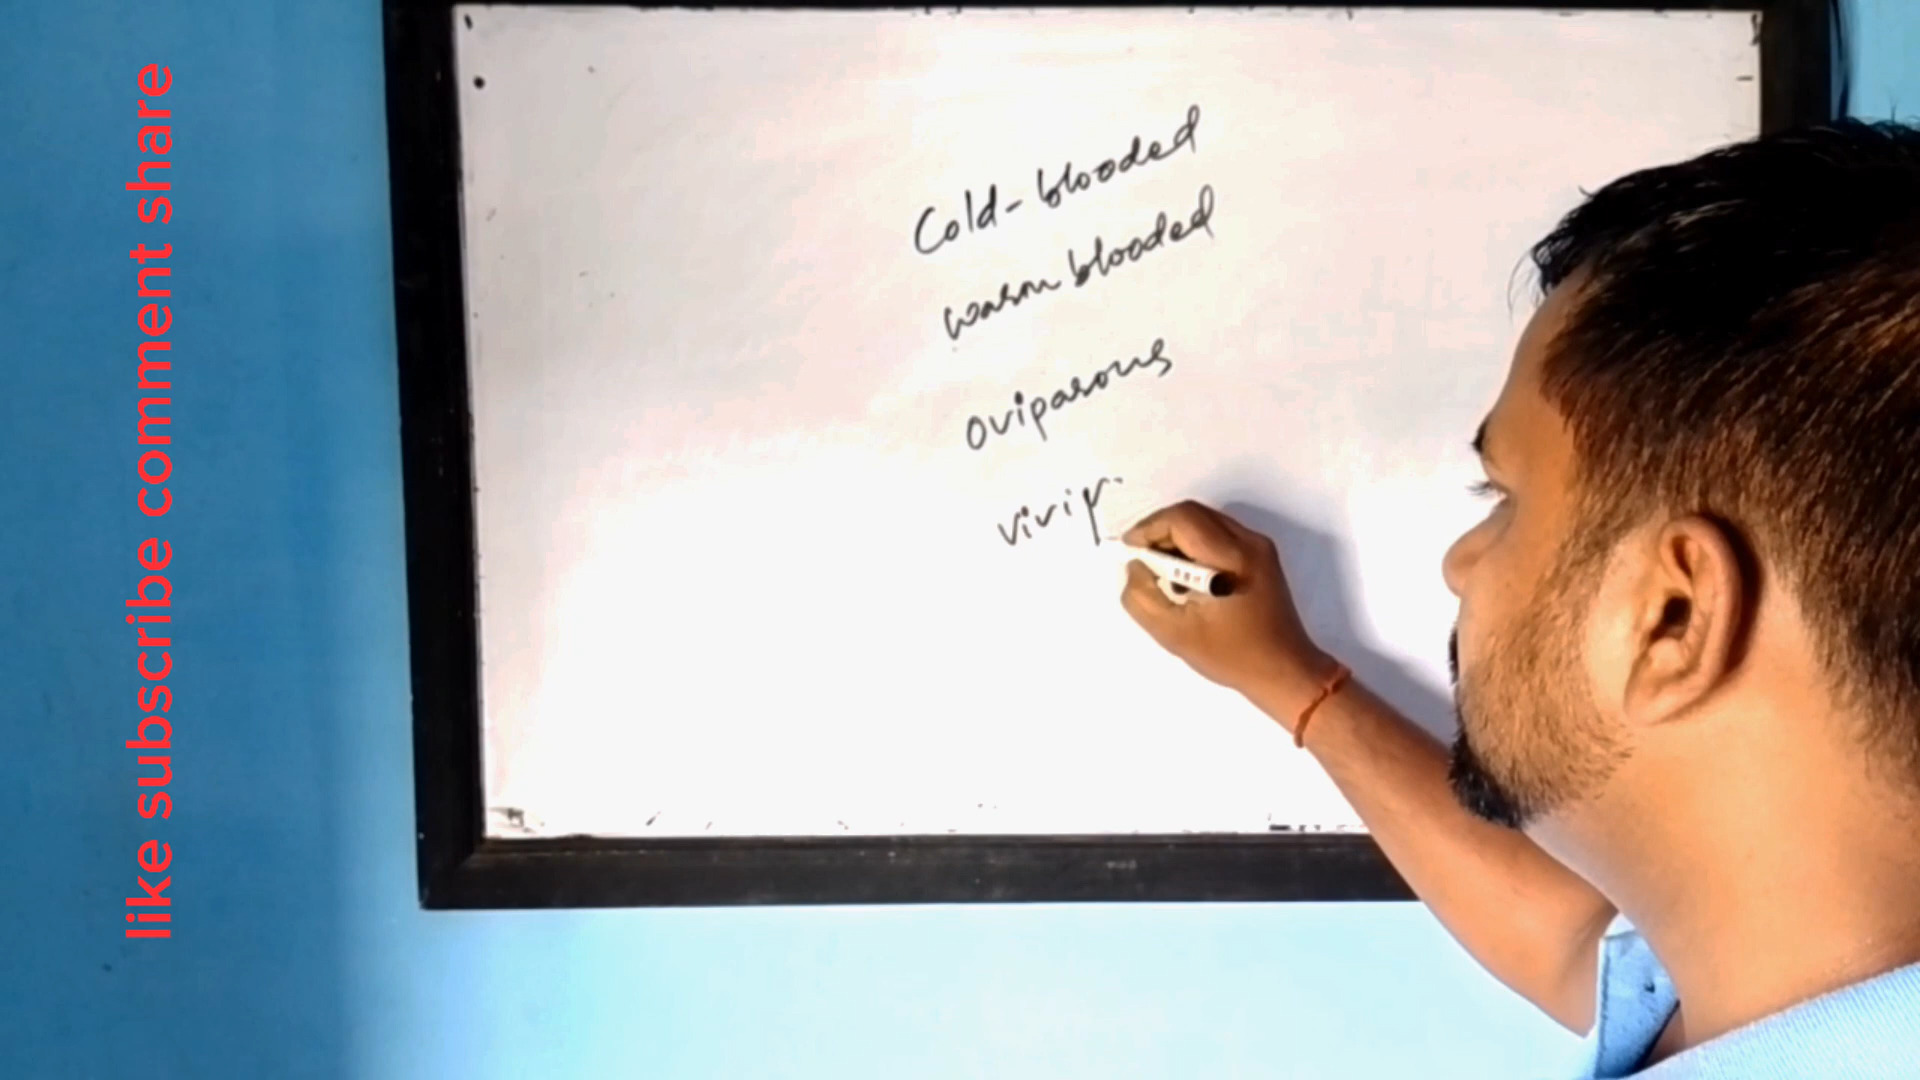 like subscribe comment share
Cold-blooded
warm blooded
oviparous
vivip